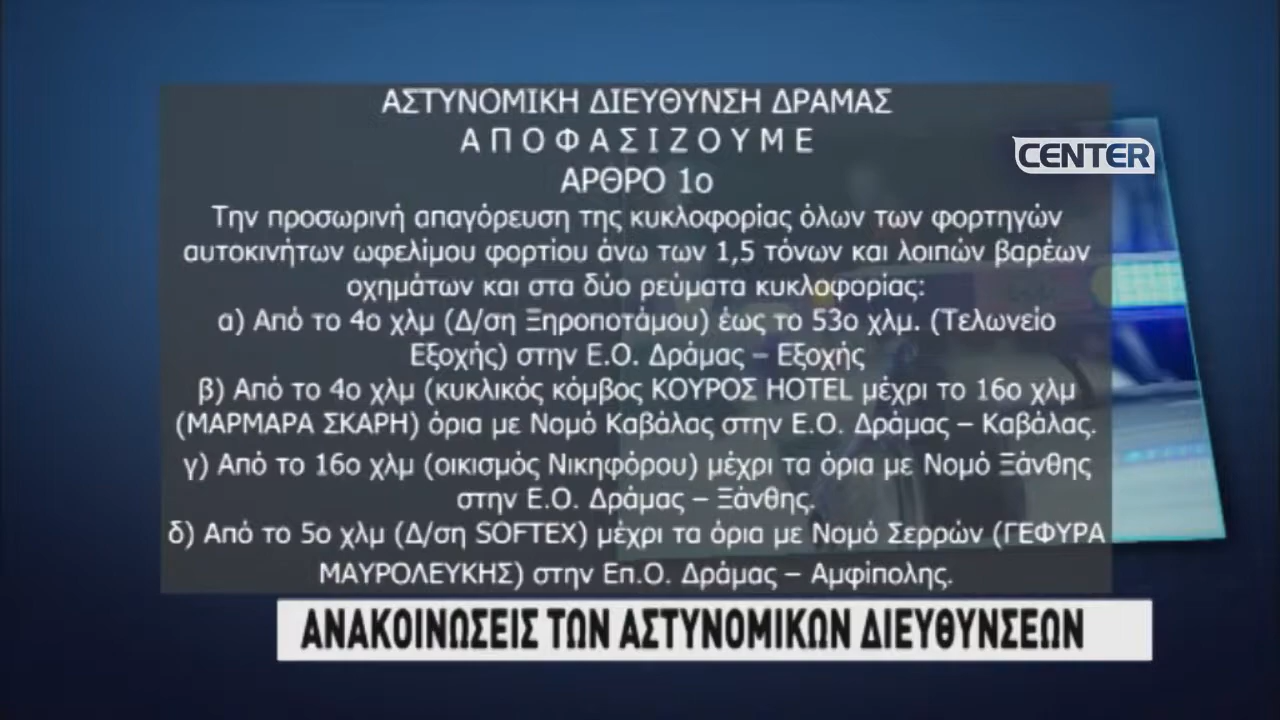 ΑΣΤΥΝΟΜΙΚΗ ΔΙΕΥΘΥΝΣΗ ΔΡΑΜΑΣ
Α Π Ο Φ Α Σ Ι Ζ Ο Υ Μ Ε
CENTER
ΑΡΘΡΟ 1ο
Την προσωρινή απαγόρευση της κυκλοφορίας όλων των φορτηγών
αυτοκινήτων ωφελίμου φορτίου άνω των 1,5 τόνων και λοιπών βαρέων
οχημάτων και στα δύο ρεύματα κυκλοφορίας:
α) Από το 4ο χλμ (Δ/ση Ξηροποτάμου) έως το 53ο χλμ. (Τελωνείο
Εξοχής) στην Ε.Ο. Δράμας – Εξοχής
β) Από το 4ο χλμ (κυκλικός κόμβος ΚΟΥΡΟΣ HOTEL μέχρι το 16ο χλμ
(ΜΑΡΜΑΡΑ ΣΚΑΡΗ) όρια με Νομό Καβάλας στην Ε.Ο. Δράμας – Καβάλας.
γ) Από το 16ο χλμ (οικισμός Νικηφόρου) μέχρι τα όρια με Νομό Ξάνθης
στην Ε.Ο. Δράμας – Ξάνθης.
δ) Από το 5ο χλμ (Δ/ση SOFTEX) μέχρι τα όρια με Νομό Σερρών (ΓΕΦΥΡΑ
ΜΑΥΡΟΛΕΥΚΗΣ) στην Επ.Ο. Δράμας – Αμφίπολης.
ΑΝΑΚΟΙΝΩΣΕΙΣ ΤΩΝ ΑΣΤΥΝΟΜΙΚΩΝ ΔΙΕΥΘΥΝΣΕΩΝ